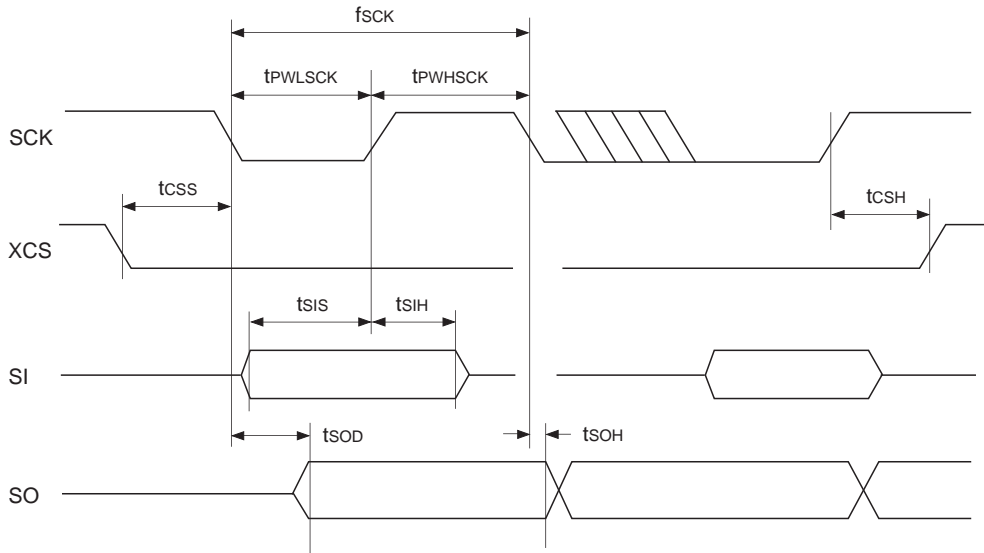 fSCK
tPWLSCK tPWHSCK
SCK
tCSS tCSH
XCS
tSIS tSIH
SI
tSOD tSOH
SO